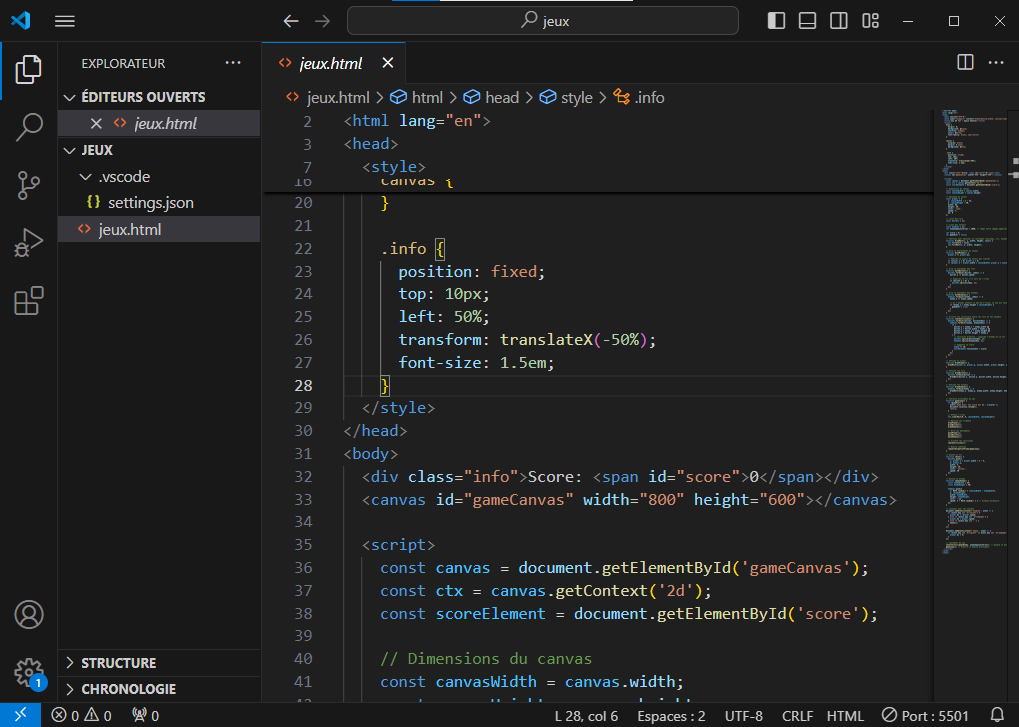 jeux
EXPLORATEUR
ÉDITEURS OUVERTS
jeux.html
JEUX
.vscode
{} settings.json
jeux.html
jeux.html
jeux.html > html > head > style > .info
2 <html lang="en">
3 <head>
7 <style>
16 canvas {
20 }
21
22 .info {
23 position: fixed;
24 top: 10px;
25 left: 50%;
26 transform: translateX(-50%);
27 font-size: 1.5em;
28 }
29 </style>
30 </head>
31 <body>
32 <div class="info">Score: <span id="score">0</span></div>
33 <canvas id="gameCanvas" width="800" height="600"></canvas>
34
35 <script>
36 const canvas = document.getElementById('gameCanvas');
37 const ctx = canvas.getContext('2d');
38 const scoreElement = document.getElementById('score');
39
40 // Dimensions du canvas
41 const canvasWidth = canvas.width;
STRUCTURE
CHRONOLOGIE
1
0 0 0
L 28, col 6
Espaces : 2
UTF-8
CRLF
HTML
Port : 5501